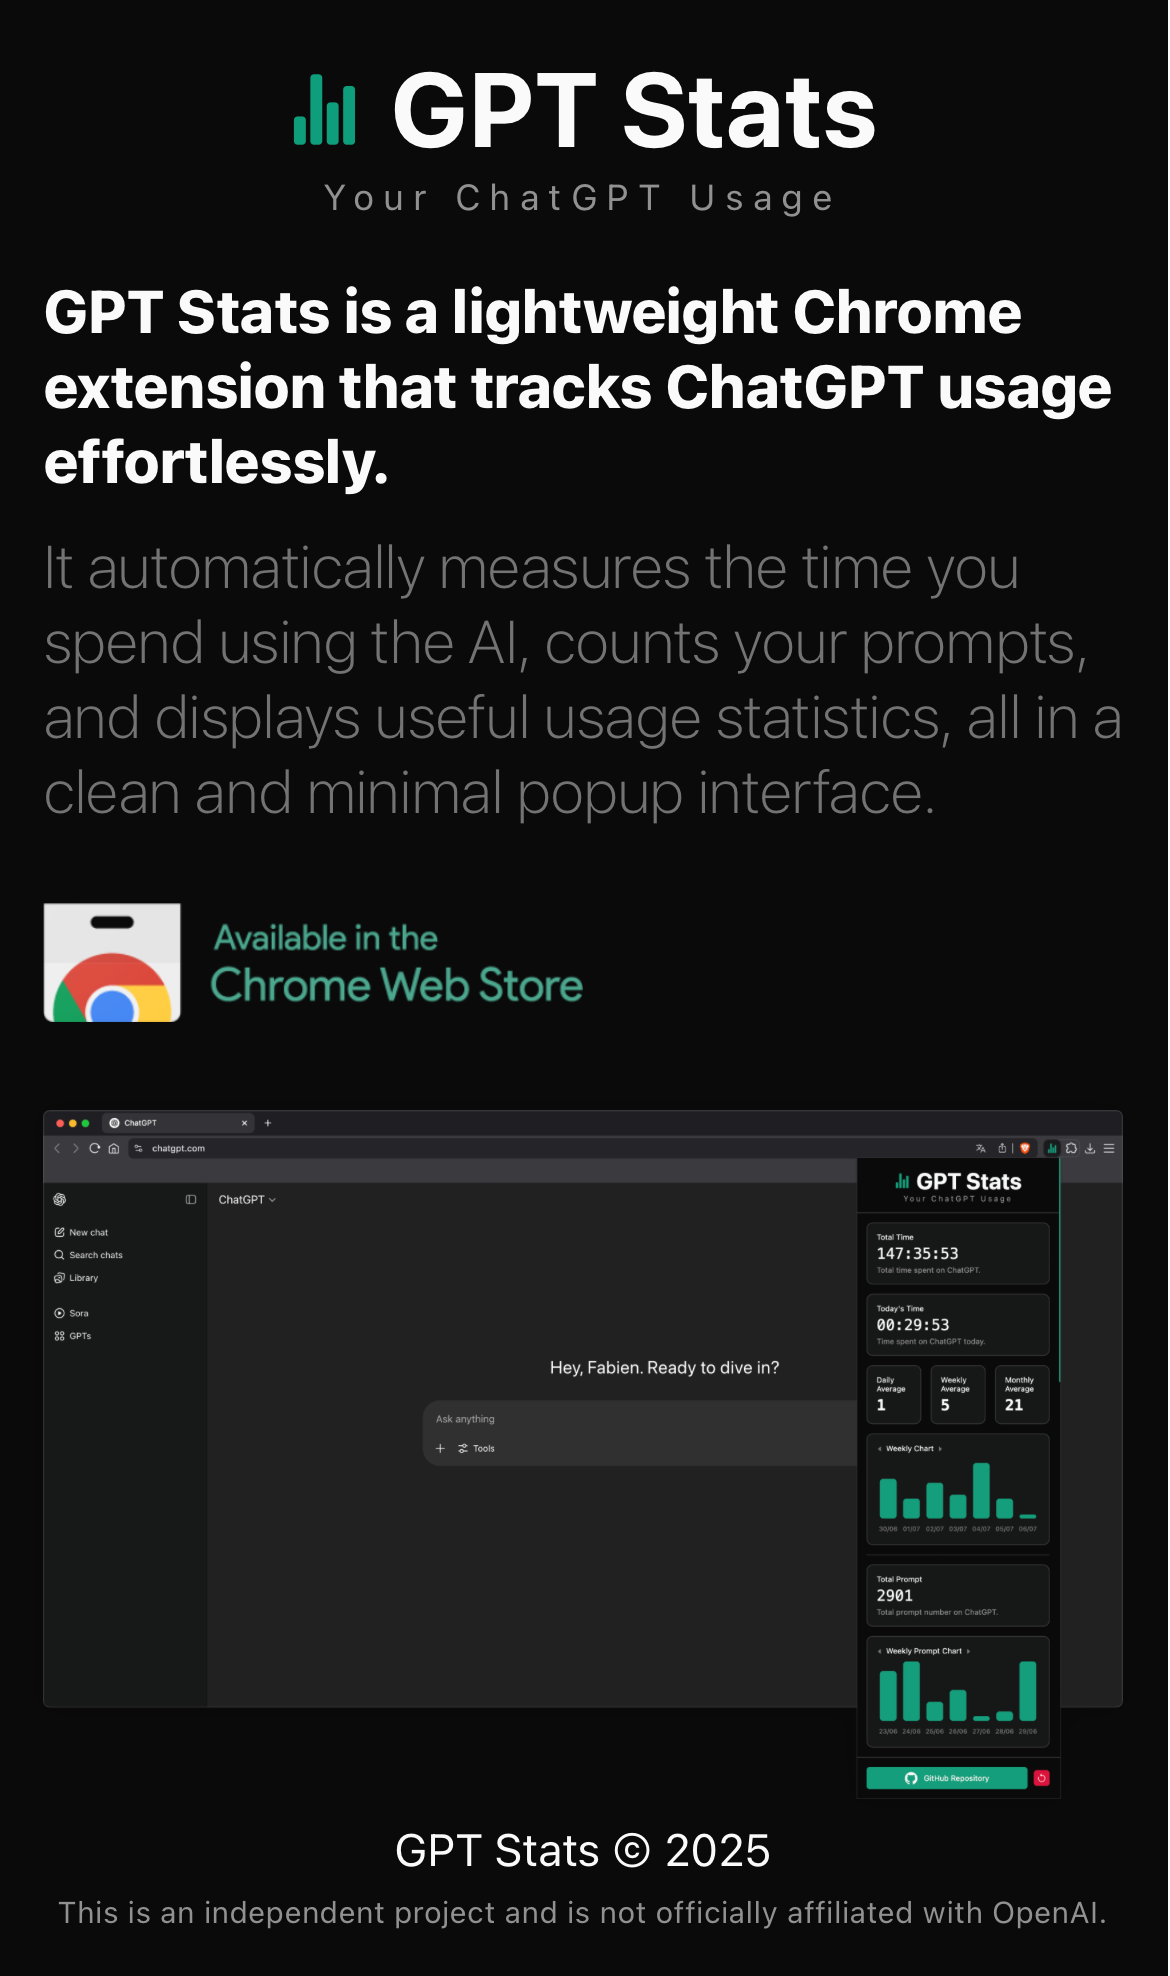 GPT Stats
Your ChatGPT Usage
GPT Stats is a lightweight Chrome
extension that tracks ChatGPT usage
effortlessly.
It automatically measures the time you
spend using the AI, counts your prompts,
and displays useful usage statistics, all in a
clean and minimal popup interface.
Available in the
Chrome Web Store
ChatGPT
chatgpt.com
ChatGPT
New chat
Search chats
Library
Sora
GPTs
Hey, Fabien. Ready to dive in?
Ask anything
Tools
GPT Stats
Your ChatGPT Usage
Total Time
147:35:53
Total time spent on ChatGPT.
Today's Time
00:29:53
Time spent on ChatGPT today.
Daily Average
1
Weekly Average
5
Monthly Average
21
Weekly Chart
30/06 01/07 02/07 03/07 04/07 05/07 06/07
Total Prompt
2901
Total prompt number on ChatGPT.
Weekly Prompt Chart
23/06 24/06 25/06 26/06 27/06 28/06 29/06
GitHub Repository
GPT Stats © 2025
This is an independent project and is not officially affiliated with OpenAI.